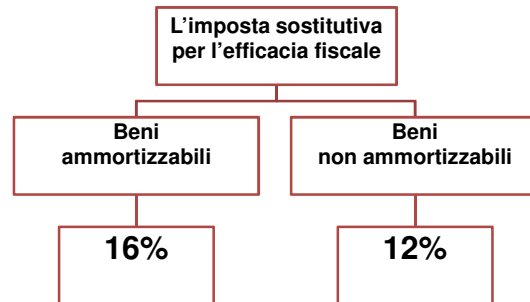 L’imposta sostitutiva
per l’efficacia fiscale
Beni
ammortizzabili
Beni
non ammortizzabili
16%
12%